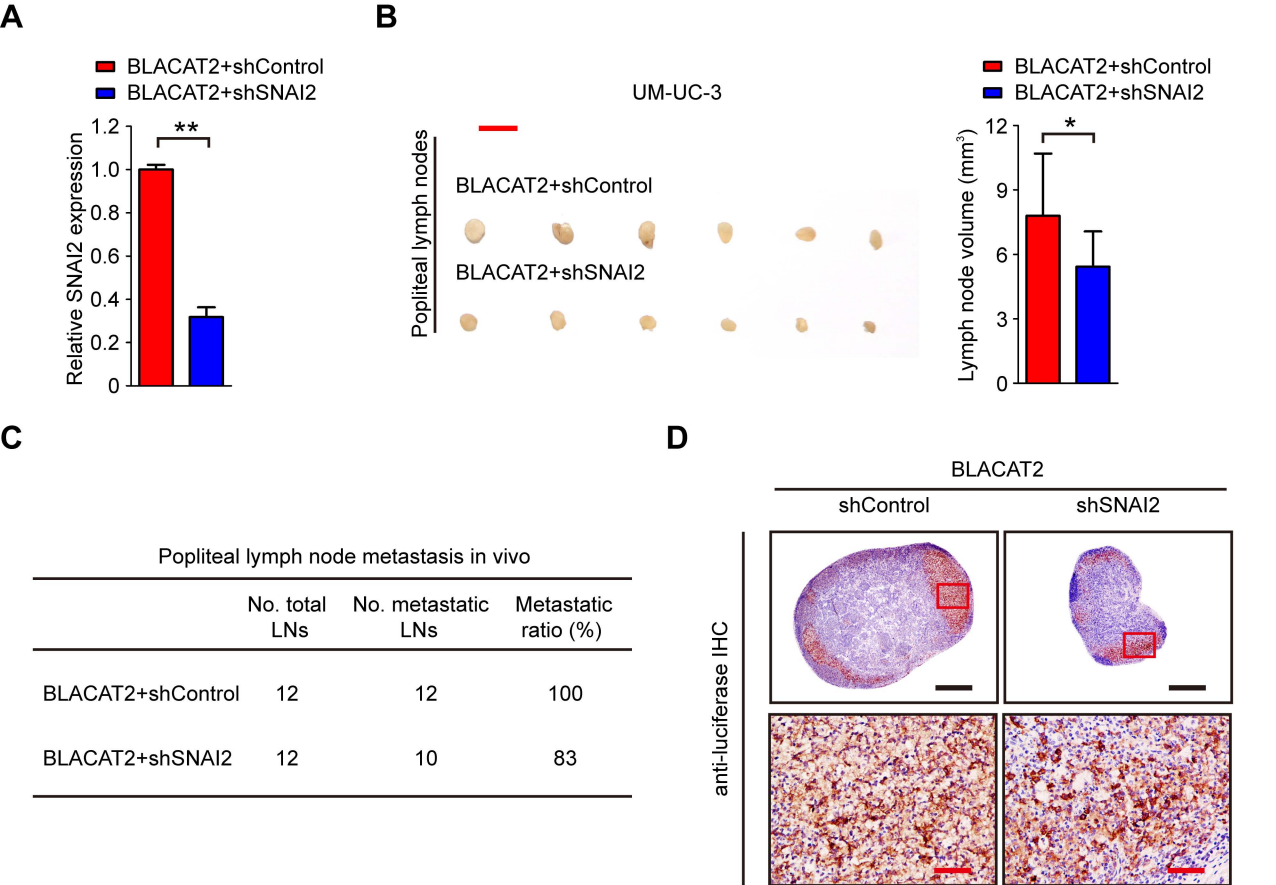 A
BLACAT2+shControl
BLACAT2+shSNAI2
Relative SNAI2 expression
1.2
1.0
0.8
0.6
0.4
0.2
0
**
B
UM-UC-3
Popliteal lymph nodes
BLACAT2+shControl
BLACAT2+shSNAI2
BLACAT2+shControl
BLACAT2+shSNAI2
Lymph node volume (mm³)
12
9
6
3
0
*
C
Popliteal lymph node metastasis in vivo
No. total LNs
No. metastatic LNs
Metastatic ratio (%)
BLACAT2+shControl 12 12 100
BLACAT2+shSNAI2 12 10 83
D
BLACAT2
shControl shSNAI2
anti-luciferase IHC